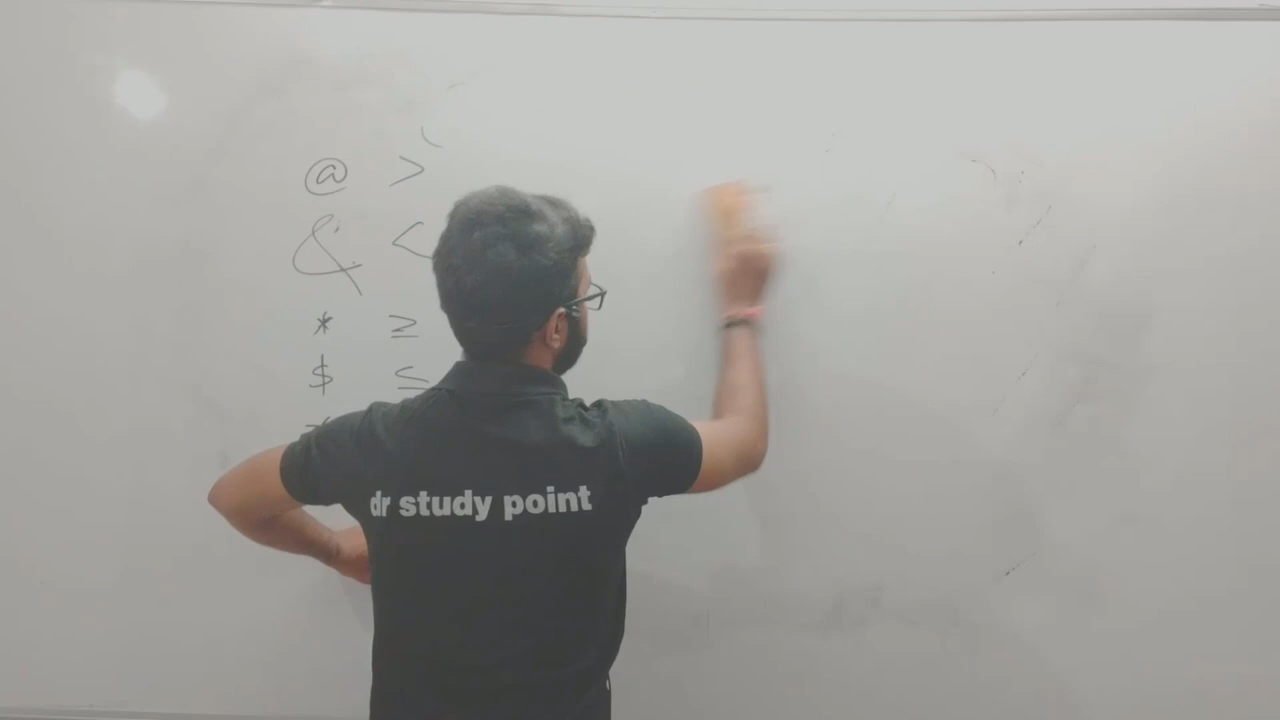 @ >
& <
* ≥
$ ≤
dr study point